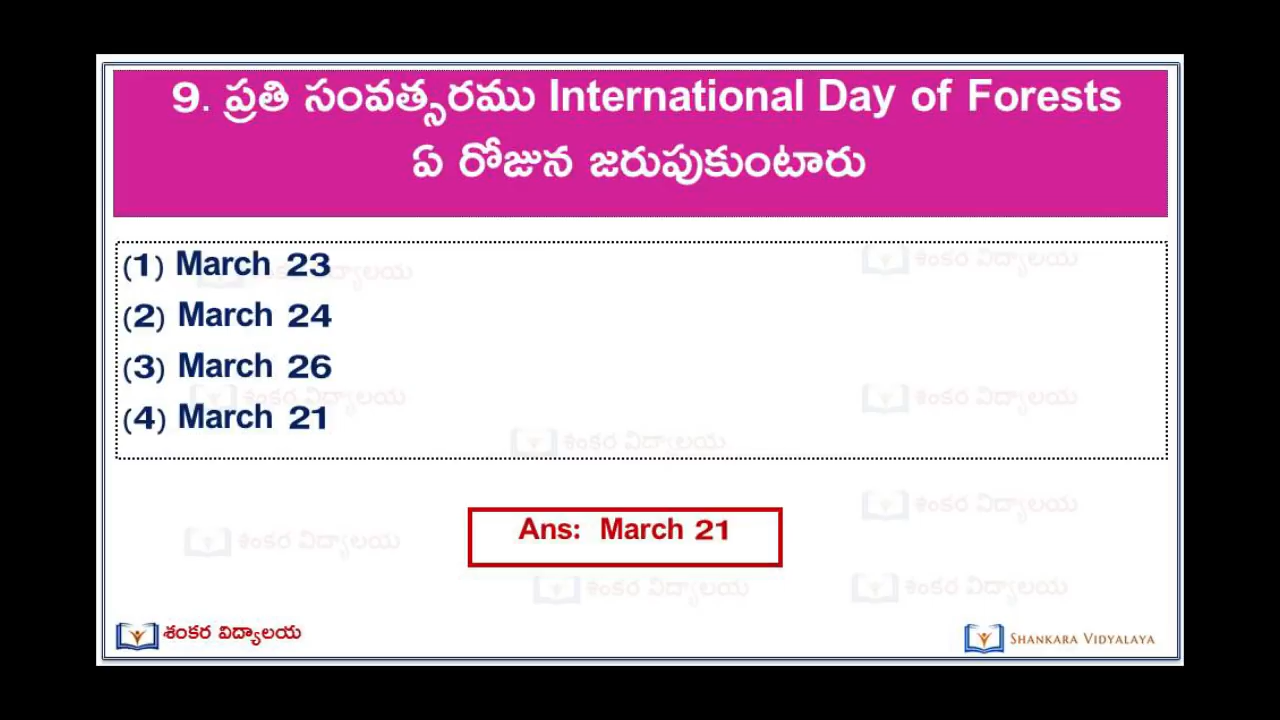 9. ప్రతి సంవత్సరము International Day of Forests
ఏ రోజున జరుపుకుంటారు
(1) March 23
(2) March 24
(3) March 26
(4) March 21
Ans: March 21
శంకర విద్యాలయ
SHANKARA VIDYALAYA